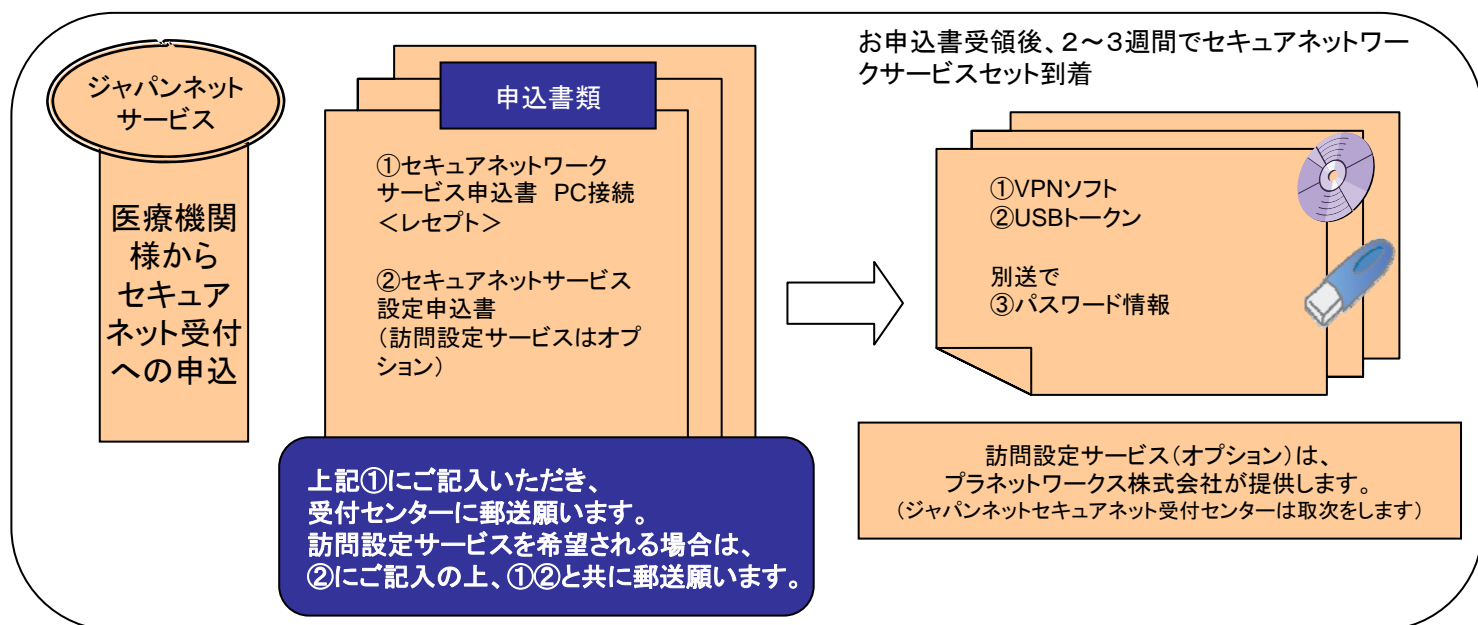 ジャパンネット
サービス
医療機関
様から
セキュア
ネット受付
への申込
申込書類
①セキュアネットワーク
サービス申込書 PC接続
＜レセプト＞
②セキュアネットサービス
設定申込書
（訪問設定サービスはオプ
ション）
上記①にご記入いただき、
受付センターに郵送願います。
訪問設定サービスを希望される場合は、
②にご記入の上、①②と共に郵送願います。
お申込書受領後、２～３週間でセキュアネットワー
クサービスセット到着
①VPNソフト
②USBトークン
別送で
③パスワード情報
訪問設定サービス（オプション）は、
プラネットワークス株式会社が提供します。
（ジャパンネットセキュアネット受付センターは取次をします）